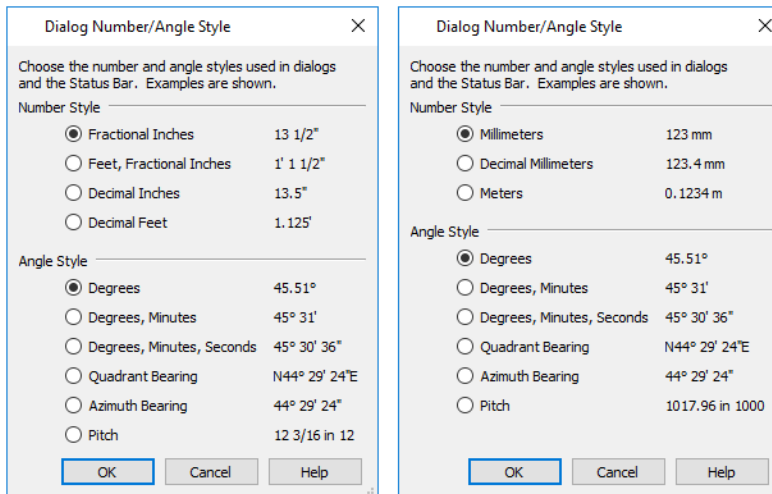 Dialog Number/Angle Style
Choose the number and angle styles used in dialogs
and the Status Bar. Examples are shown.
Number Style
Fractional Inches 13 1/2"
Feet, Fractional Inches 1' 1 1/2"
Decimal Inches 13.5"
Decimal Feet 1.125'
Angle Style
Degrees 45.51°
Degrees, Minutes 45° 31'
Degrees, Minutes, Seconds 45° 30' 36"
Quadrant Bearing N44° 29' 24"E
Azimuth Bearing 44° 29' 24"
Pitch 12 3/16 in 12
OK Cancel Help
Dialog Number/Angle Style
Choose the number and angle styles used in dialogs
and the Status Bar. Examples are shown.
Number Style
Millimeters 123 mm
Decimal Millimeters 123.4 mm
Meters 0.1234 m
Angle Style
Degrees 45.51°
Degrees, Minutes 45° 31'
Degrees, Minutes, Seconds 45° 30' 36"
Quadrant Bearing N44° 29' 24"E
Azimuth Bearing 44° 29' 24"
Pitch 1017.96 in 1000
OK Cancel Help